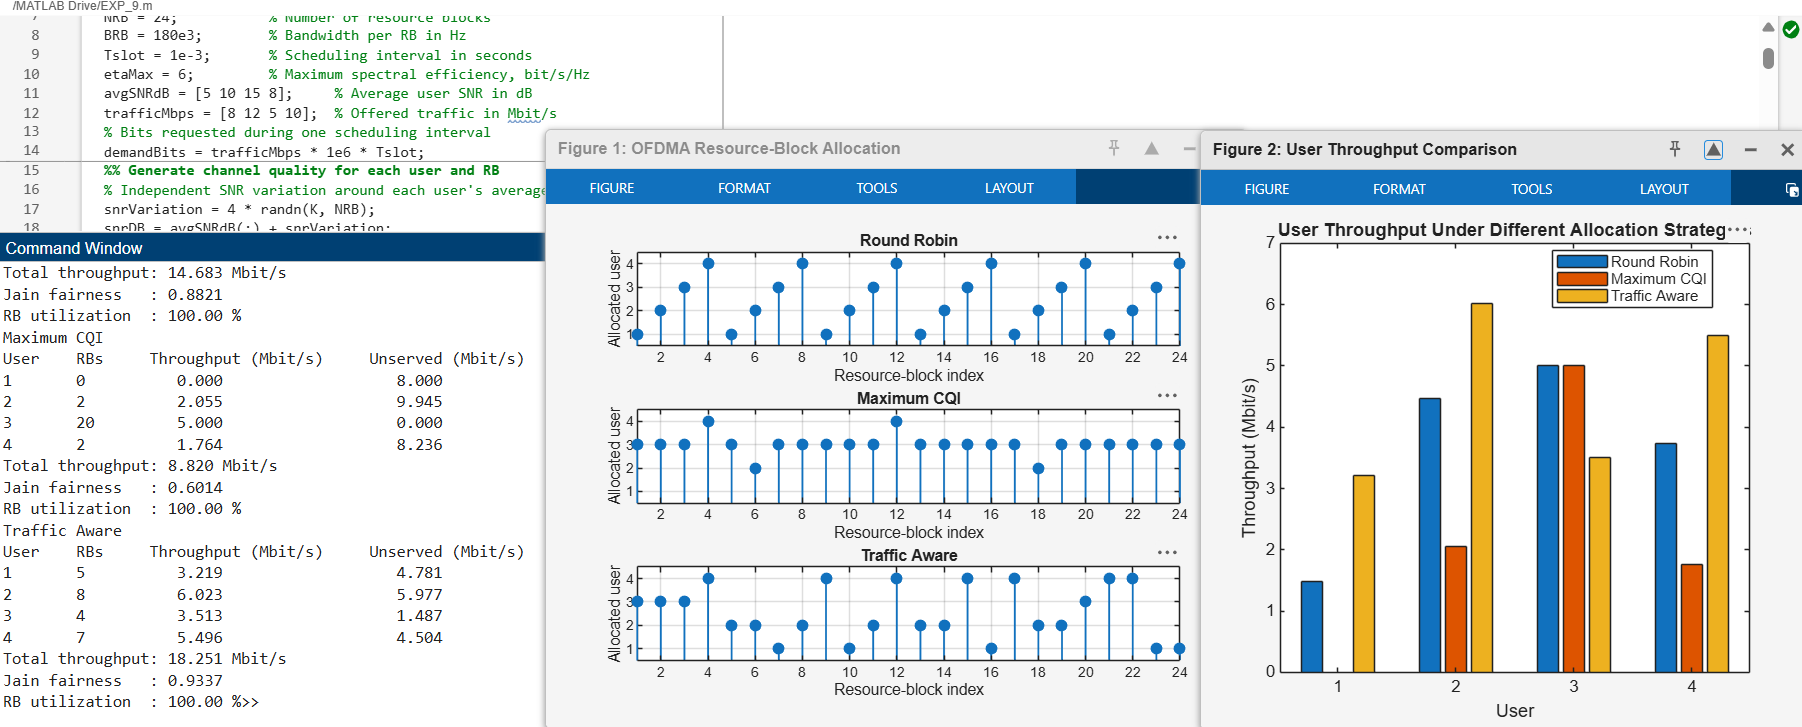 /MATLAB Drive/EXP_9.m
7 NRB = 24; % Number of resource blocks
8 BRB = 180e3; % Bandwidth per RB in Hz
9 Tslot = 1e-3; % Scheduling interval in seconds
10 etaMax = 6; % Maximum spectral efficiency, bit/s/Hz
11 avgSNRdB = [5 10 15 8]; % Average user SNR in dB
12 trafficMbps = [8 12 5 10]; % Offered traffic in Mbit/s
13 % Bits requested during one scheduling interval
14 demandBits = trafficMbps * 1e6 * Tslot;
15 %% Generate channel quality for each user and RB
16 % Independent SNR variation around each user's average
17 snrVariation = 4 * randn(K, NRB);
18 snrDB = avgSNRdB(:) + snrVariation;
Command Window
Total throughput: 14.683 Mbit/s
Jain fairness : 0.8821
RB utilization : 100.00 %
Maximum CQI
User RBs Throughput (Mbit/s) Unserved (Mbit/s)
1 0 0.000 8.000
2 2 2.055 9.945
3 20 5.000 0.000
4 2 1.764 8.236
Total throughput: 8.820 Mbit/s
Jain fairness : 0.6014
RB utilization : 100.00 %
Traffic Aware
User RBs Throughput (Mbit/s) Unserved (Mbit/s)
1 5 3.219 4.781
2 8 6.023 5.977
3 4 3.513 1.487
4 7 5.496 4.504
Total throughput: 18.251 Mbit/s
Jain fairness : 0.9337
RB utilization : 100.00 %>>
Figure 1: OFDMA Resource-Block Allocation
FIGURE FORMAT TOOLS LAYOUT
Round Robin
Allocated user
4
3
2
1
2 4 6 8 10 12 14 16 18 20 22 24
Resource-block index
Maximum CQI
Allocated user
4
3
2
1
2 4 6 8 10 12 14 16 18 20 22 24
Resource-block index
Traffic Aware
Allocated user
4
3
2
1
2 4 6 8 10 12 14 16 18 20 22 24
Resource-block index
Figure 2: User Throughput Comparison
FIGURE FORMAT TOOLS LAYOUT
User Throughput Under Different Allocation Strateg
Round Robin
Maximum CQI
Traffic Aware
Throughput (Mbit/s)
7
6
5
4
3
2
1
0
1 2 3 4
User